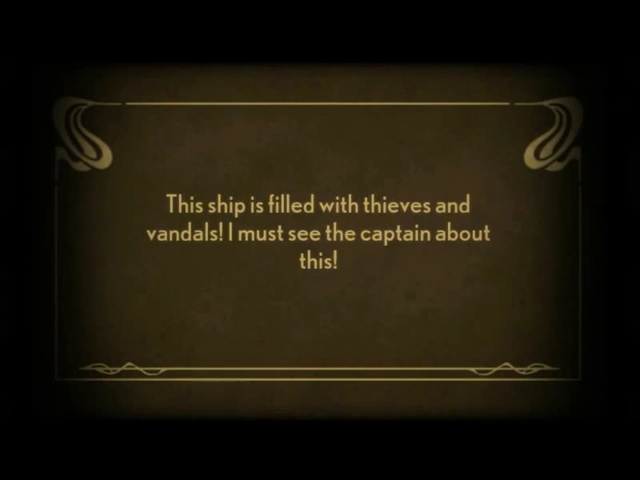 This ship is filled with thieves and
vandals! I must see the captain about
this!